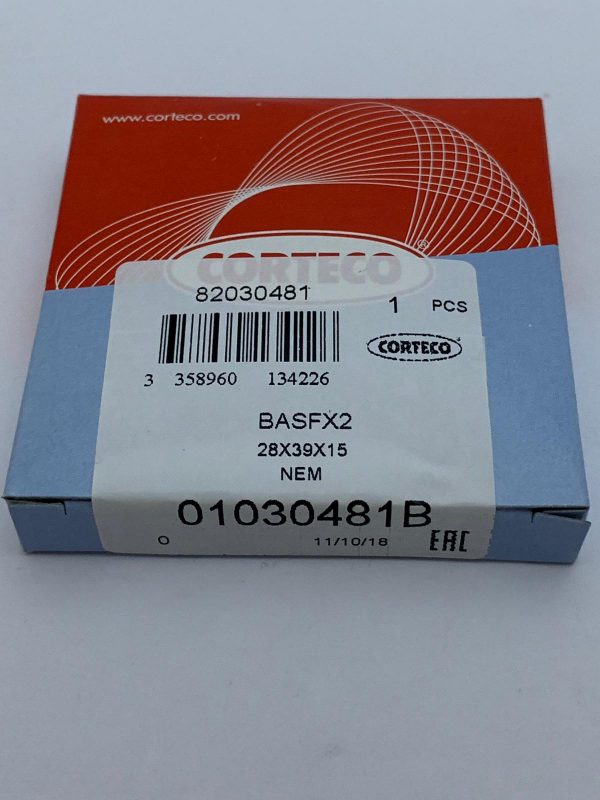 www.corteco.com
CORTECO®
82030481
1 PCS
CORTECO
3 358960 134226
BASFX2
28X39X15
NEM
01030481B
0 11/10/18 EAC